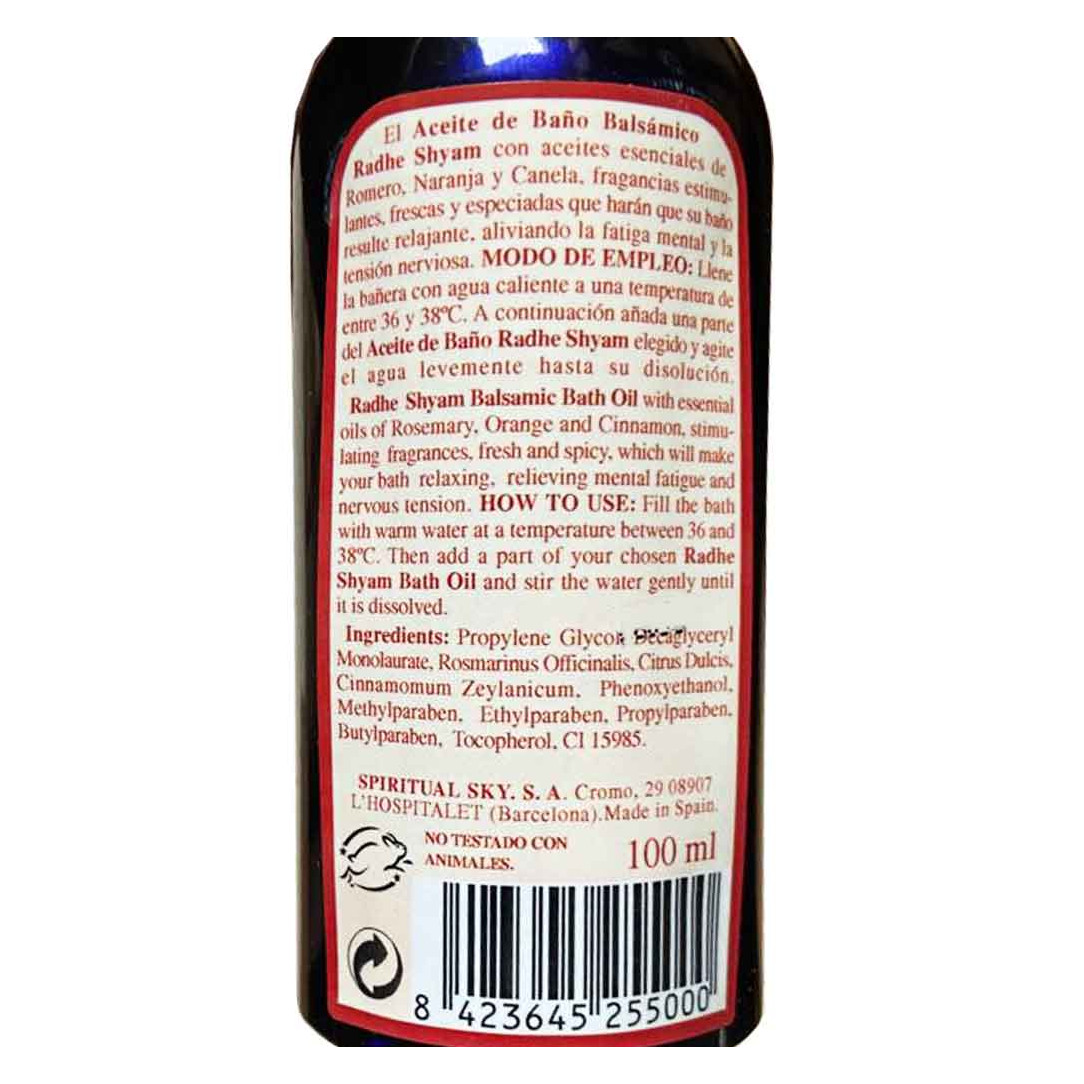 El Aceite de Baño Balsámico
Radhe Shyam con aceites esenciales de
Romero, Naranja y Canela, fragancias estimu-
lantes, frescas y especiadas que harán que su baño
resulte relajante, aliviando la fatiga mental y la
tensión nerviosa. MODO DE EMPLEO: Llene
la bañera con agua caliente a una temperatura de
entre 36 y 38ºC. A continuación añada una parte
del Aceite de Baño Radhe Shyam elegido y agite
el agua levemente hasta su disolución.
Radhe Shyam Balsamic Bath Oil with essential
oils of Rosemary, Orange and Cinnamon, stimu-
lating fragrances, fresh and spicy, which will make
your bath relaxing, relieving mental fatigue and
nervous tension. HOW TO USE: Fill the bath
with warm water at a temperature between 36 and
38ºC. Then add a part of your chosen Radhe
Shyam Bath Oil and stir the water gently until
it is dissolved.
Ingredients: Propylene
Monolaurate, Rosmarinus Officinalis, Citrus Dulcis,
Cinnamomum Zeylanicum, Phenoxyethanol,
Methylparaben, Ethylparaben, Propylparaben,
Butylparaben, Tocopherol, CI 15985.
SPIRITUAL SKY. S. A. Cromo, 29 08907
L'HOSPITALET (Barcelona). Made in Spain.
NO TESTADO CON
ANIMALES.
100 ml
8 423645 255000